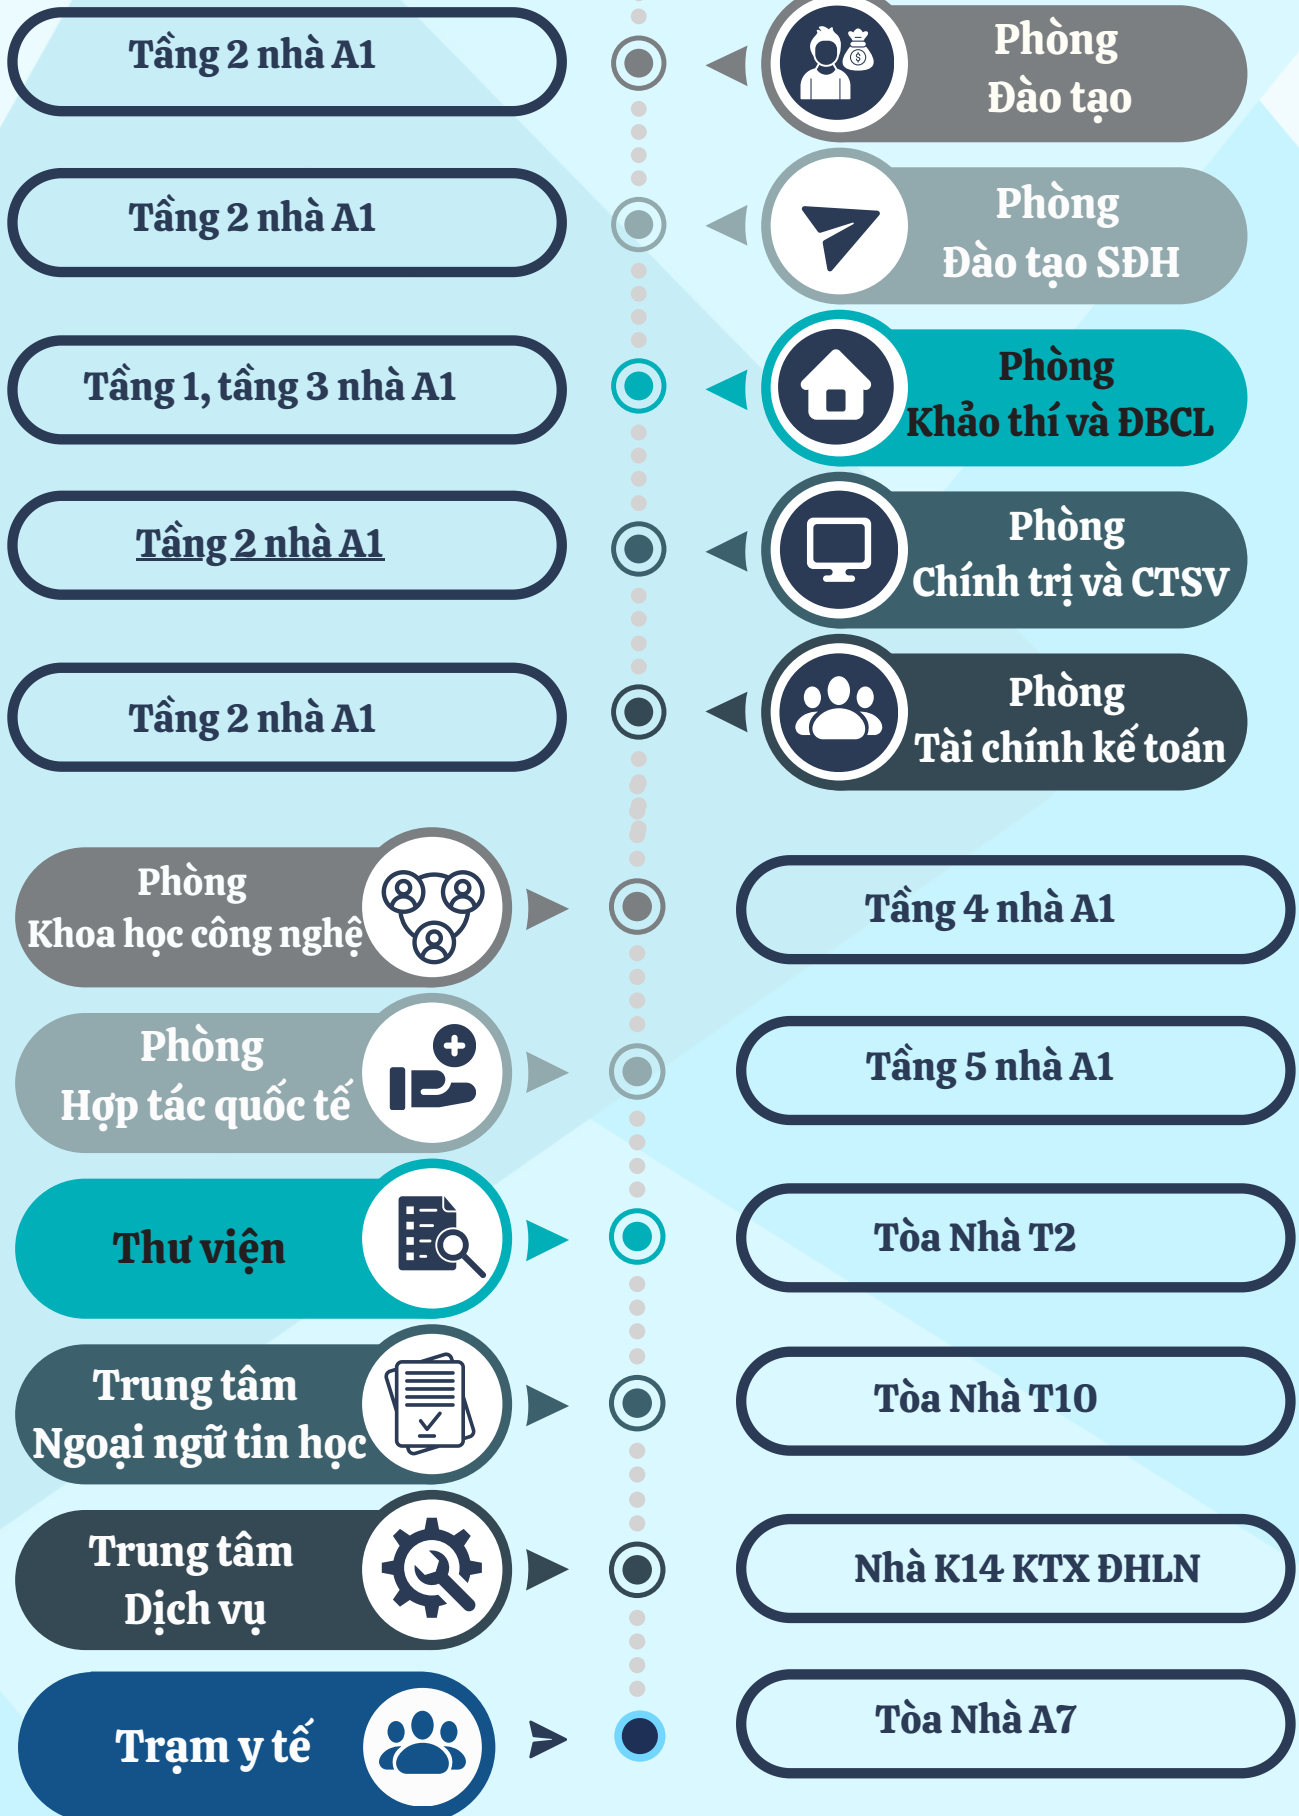 Tầng 2 nhà A1
Phòng
Đào tạo
Tầng 2 nhà A1
Phòng
Đào tạo SĐH
Tầng 1, tầng 3 nhà A1
Phòng
Khảo thí và ĐBCL
Tầng 2 nhà A1
Phòng
Chính trị và CTSV
Tầng 2 nhà A1
Phòng
Tài chính kế toán
Phòng
Khoa học công nghệ
Tầng 4 nhà A1
Phòng
Hợp tác quốc tế
Tầng 5 nhà A1
Thư viện
Tòa Nhà T2
Trung tâm
Ngoại ngữ tin học
Tòa Nhà T10
Trung tâm
Dịch vụ
Nhà K14 KTX ĐHLN
Trạm y tế
Tòa Nhà A7